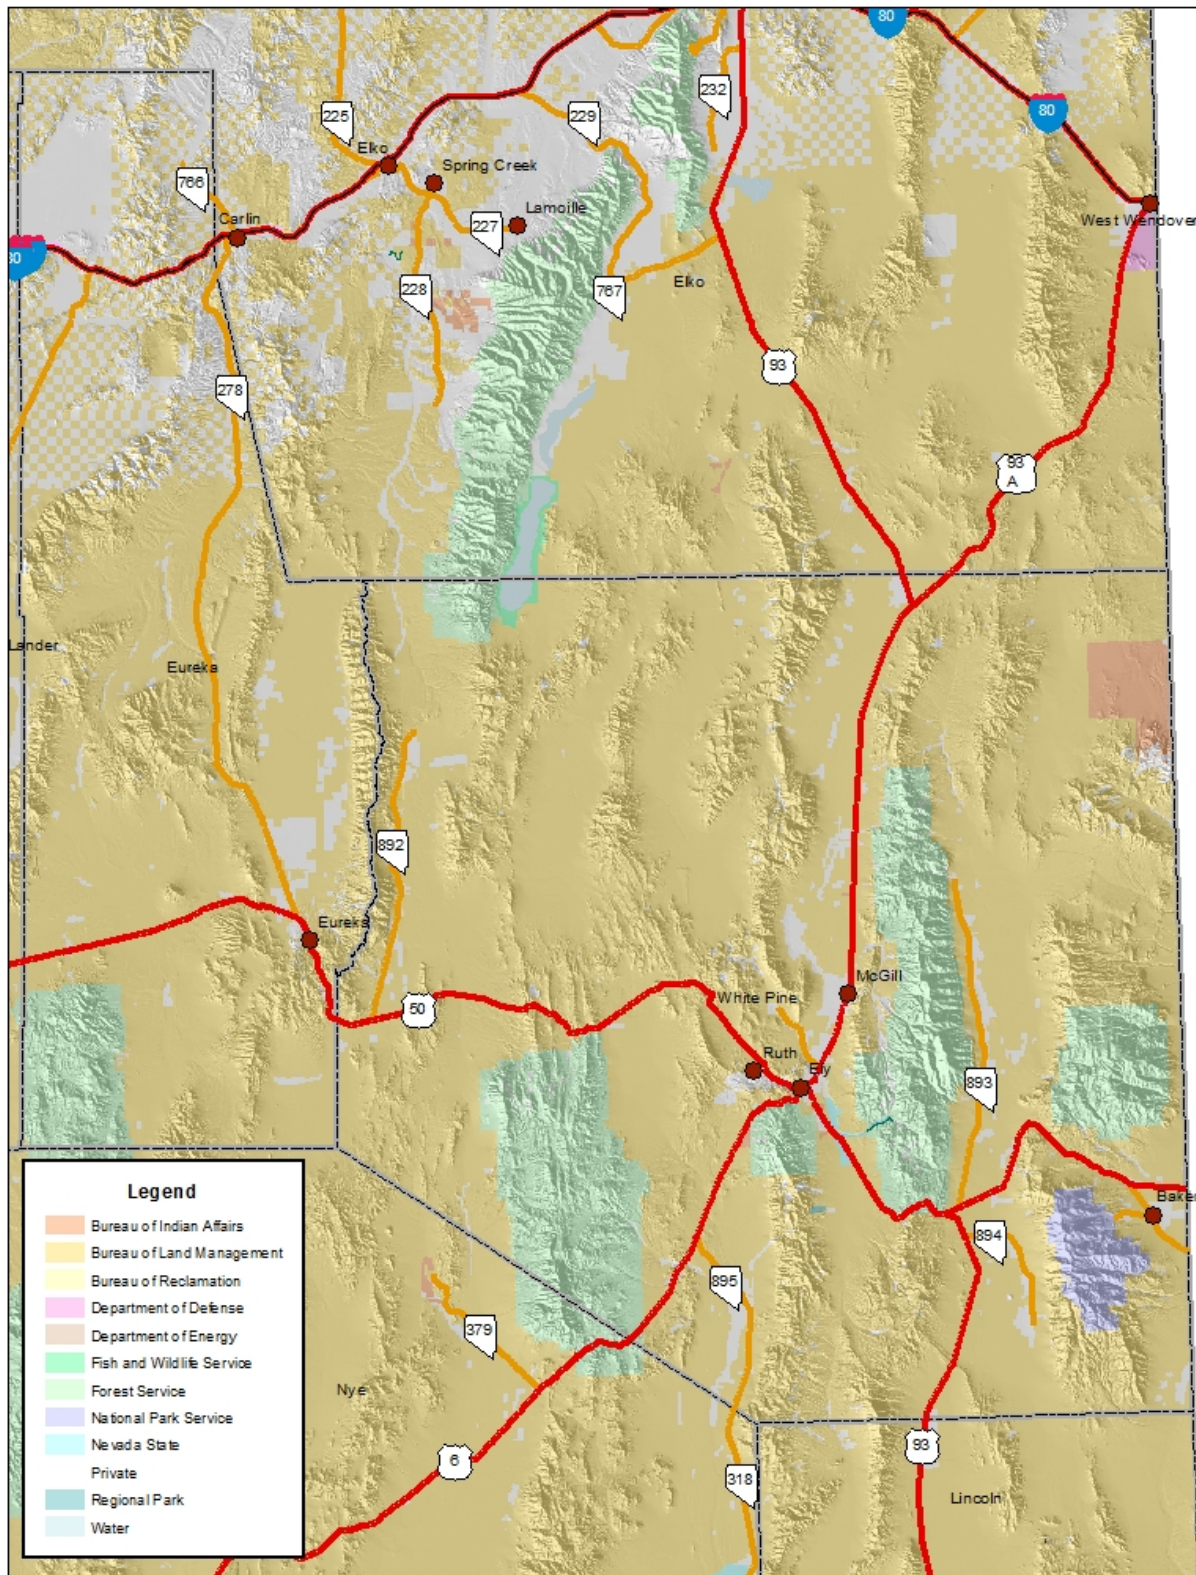 80
80
232
225
229
Elko
Spring Creek
766
Lamoille
Carlin
227
West Wendover
80
Elko
228
767
93
278
93
A
Lander
Eureka
892
Eureka
McGill
White Pine
50
Ruth
Ely
893
Legend
Bureau of Indian Affairs
Bureau of Land Management
Bureau of Reclamation
Department of Defense
Department of Energy
Fish and Wildlife Service
Forest Service
National Park Service
Nevada State
Private
Regional Park
Water
Baker
894
895
379
Nye
93
6
318
Lincoln